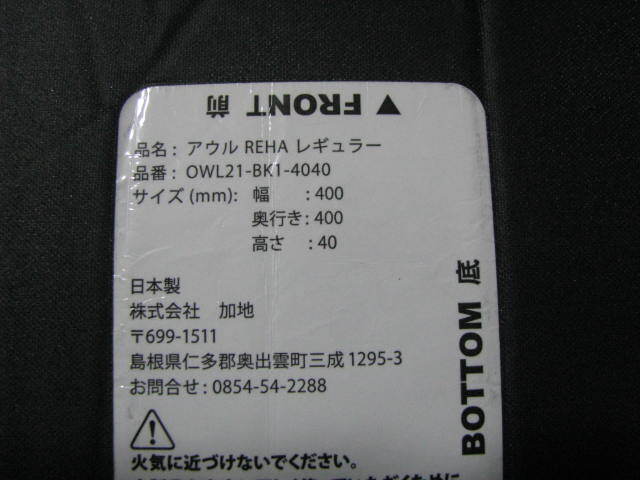 ▼FRONT 前
品名： アウル REHA レギュラー
品番： OWL21-BK1-4040
サイズ (mm): 幅 : 400
奥行き : 400
高さ : 40
日本製
株式会社 加地
〒699-1511
島根県仁多郡奥出雲町三成1295-3
お問合せ : 0854-54-2288
BOTTOM 底
火気に近づけないでください。